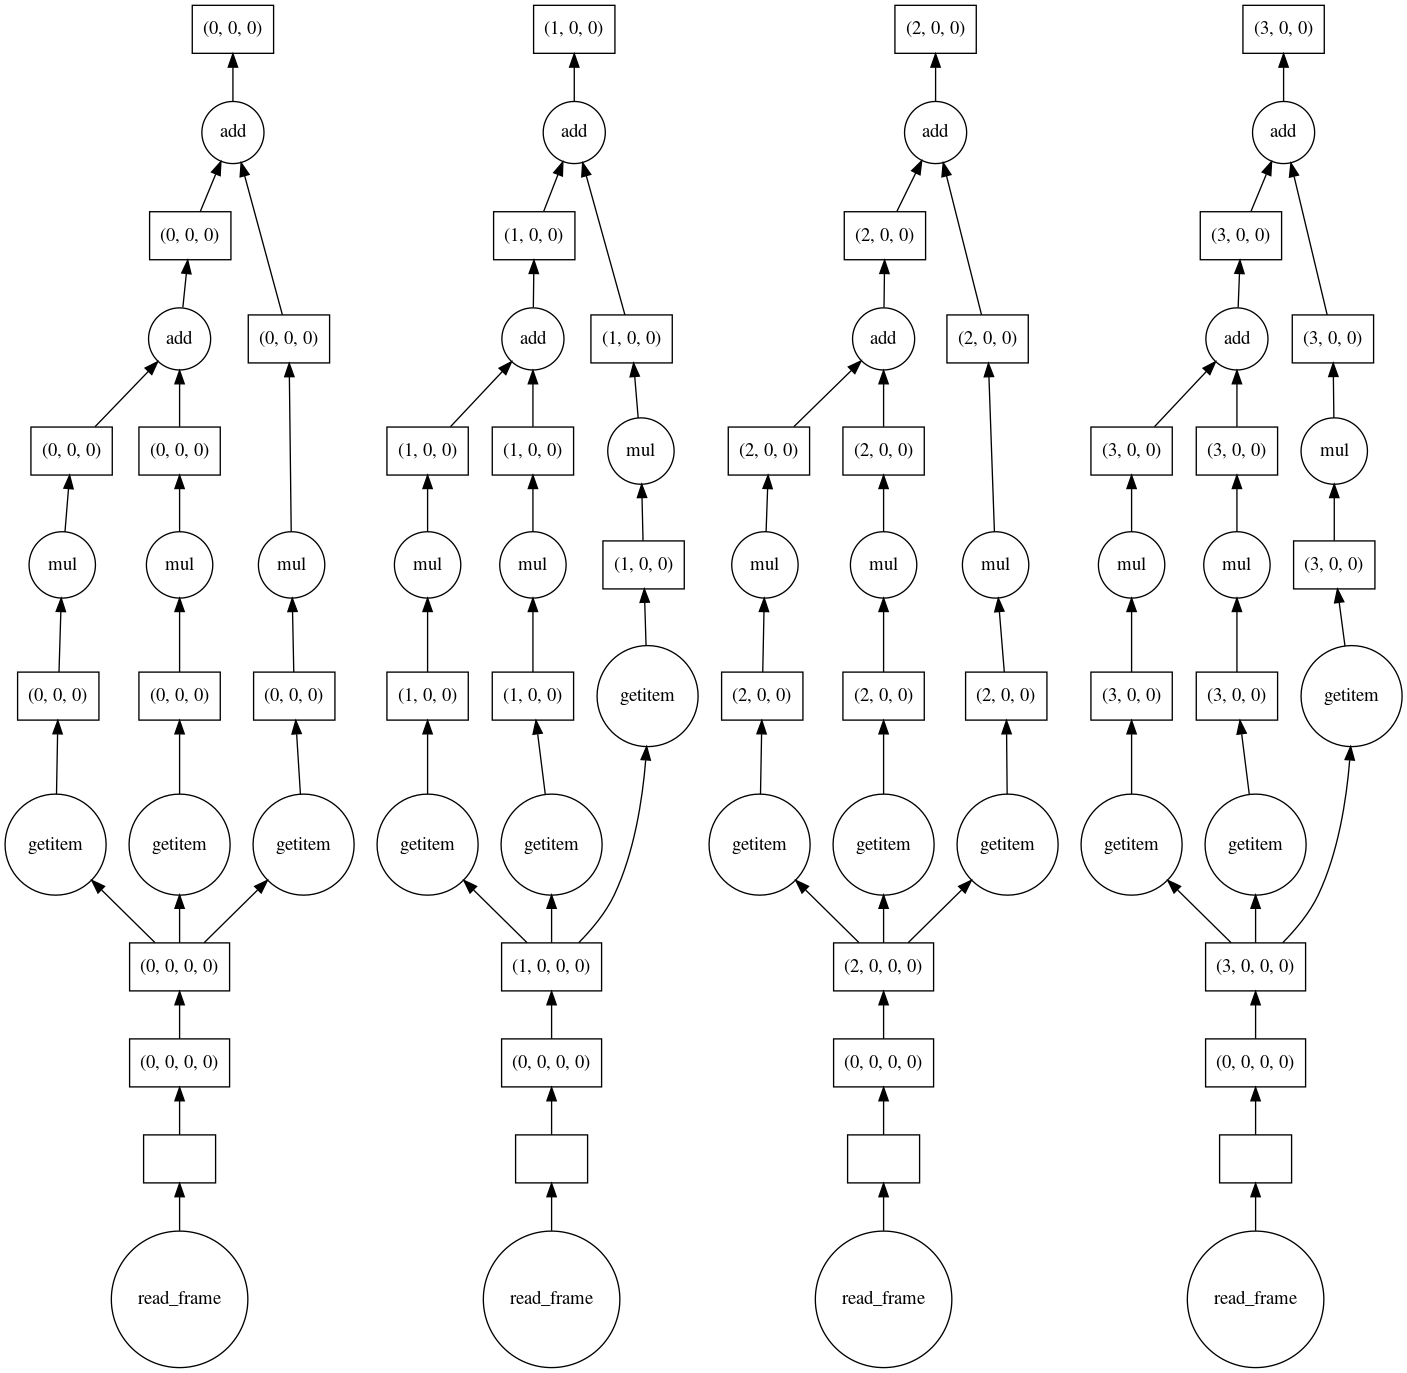 (0, 0, 0) (1, 0, 0) (2, 0, 0) (3, 0, 0)
add add add add
(0, 0, 0) (1, 0, 0) (2, 0, 0) (3, 0, 0)
add (0, 0, 0) add (1, 0, 0) add (2, 0, 0) add (3, 0, 0)
(0, 0, 0) (0, 0, 0) (1, 0, 0) (1, 0, 0) mul (2, 0, 0) (2, 0, 0) (3, 0, 0) (3, 0, 0) mul
mul mul mul mul mul (1, 0, 0) mul mul mul mul mul (3, 0, 0)
(0, 0, 0) (0, 0, 0) (0, 0, 0) (1, 0, 0) (1, 0, 0) getitem (2, 0, 0) (2, 0, 0) (2, 0, 0) (3, 0, 0) (3, 0, 0) getitem
getitem getitem getitem getitem getitem getitem getitem getitem getitem getitem
(0, 0, 0, 0) (1, 0, 0, 0) (2, 0, 0, 0) (3, 0, 0, 0)
(0, 0, 0, 0) (0, 0, 0, 0) (0, 0, 0, 0) (0, 0, 0, 0)
read_frame read_frame read_frame read_frame